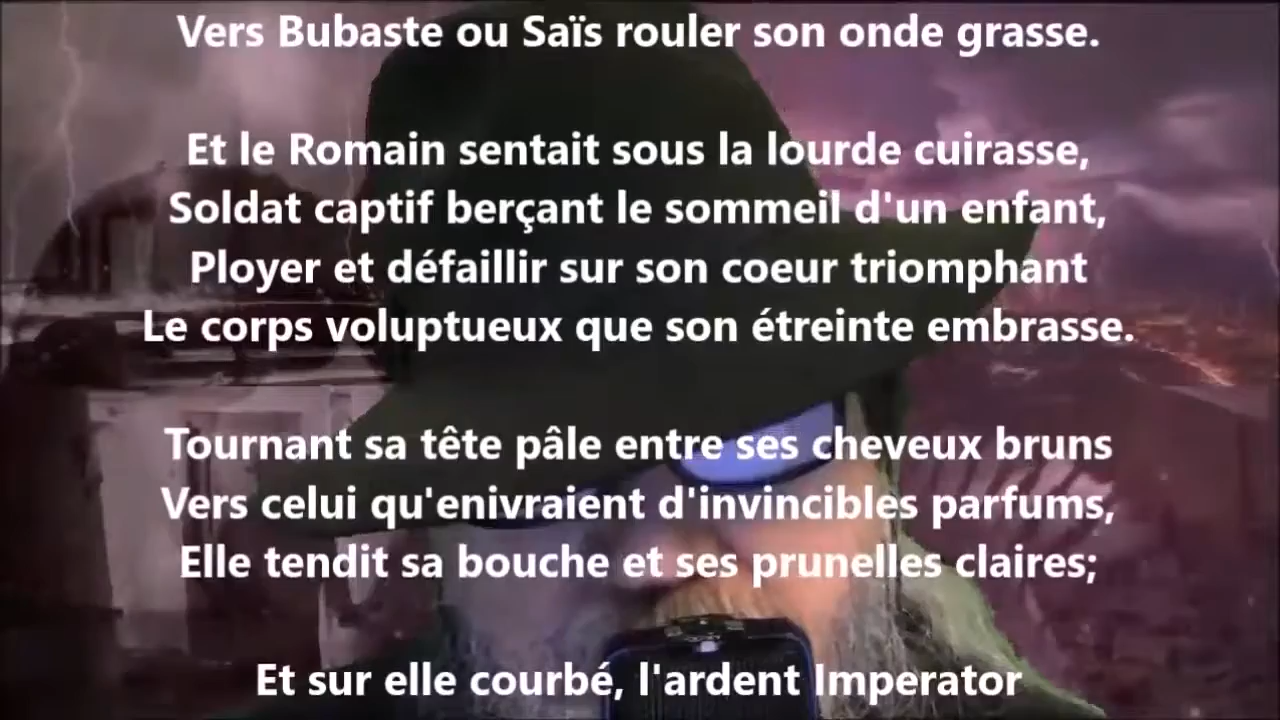 Vers Bubaste ou Saïs rouler son onde grasse.
Et le Romain sentait sous la lourde cuirasse,
Soldat captif berçant le sommeil d'un enfant,
Ployer et défaillir sur son coeur triomphant
Le corps voluptueux que son étreinte embrasse.
Tournant sa tête pâle entre ses cheveux bruns
Vers celui qu'enivraient d'invincibles parfums,
Elle tendit sa bouche et ses prunelles claires;
Et sur elle courbé, l'ardent Imperator